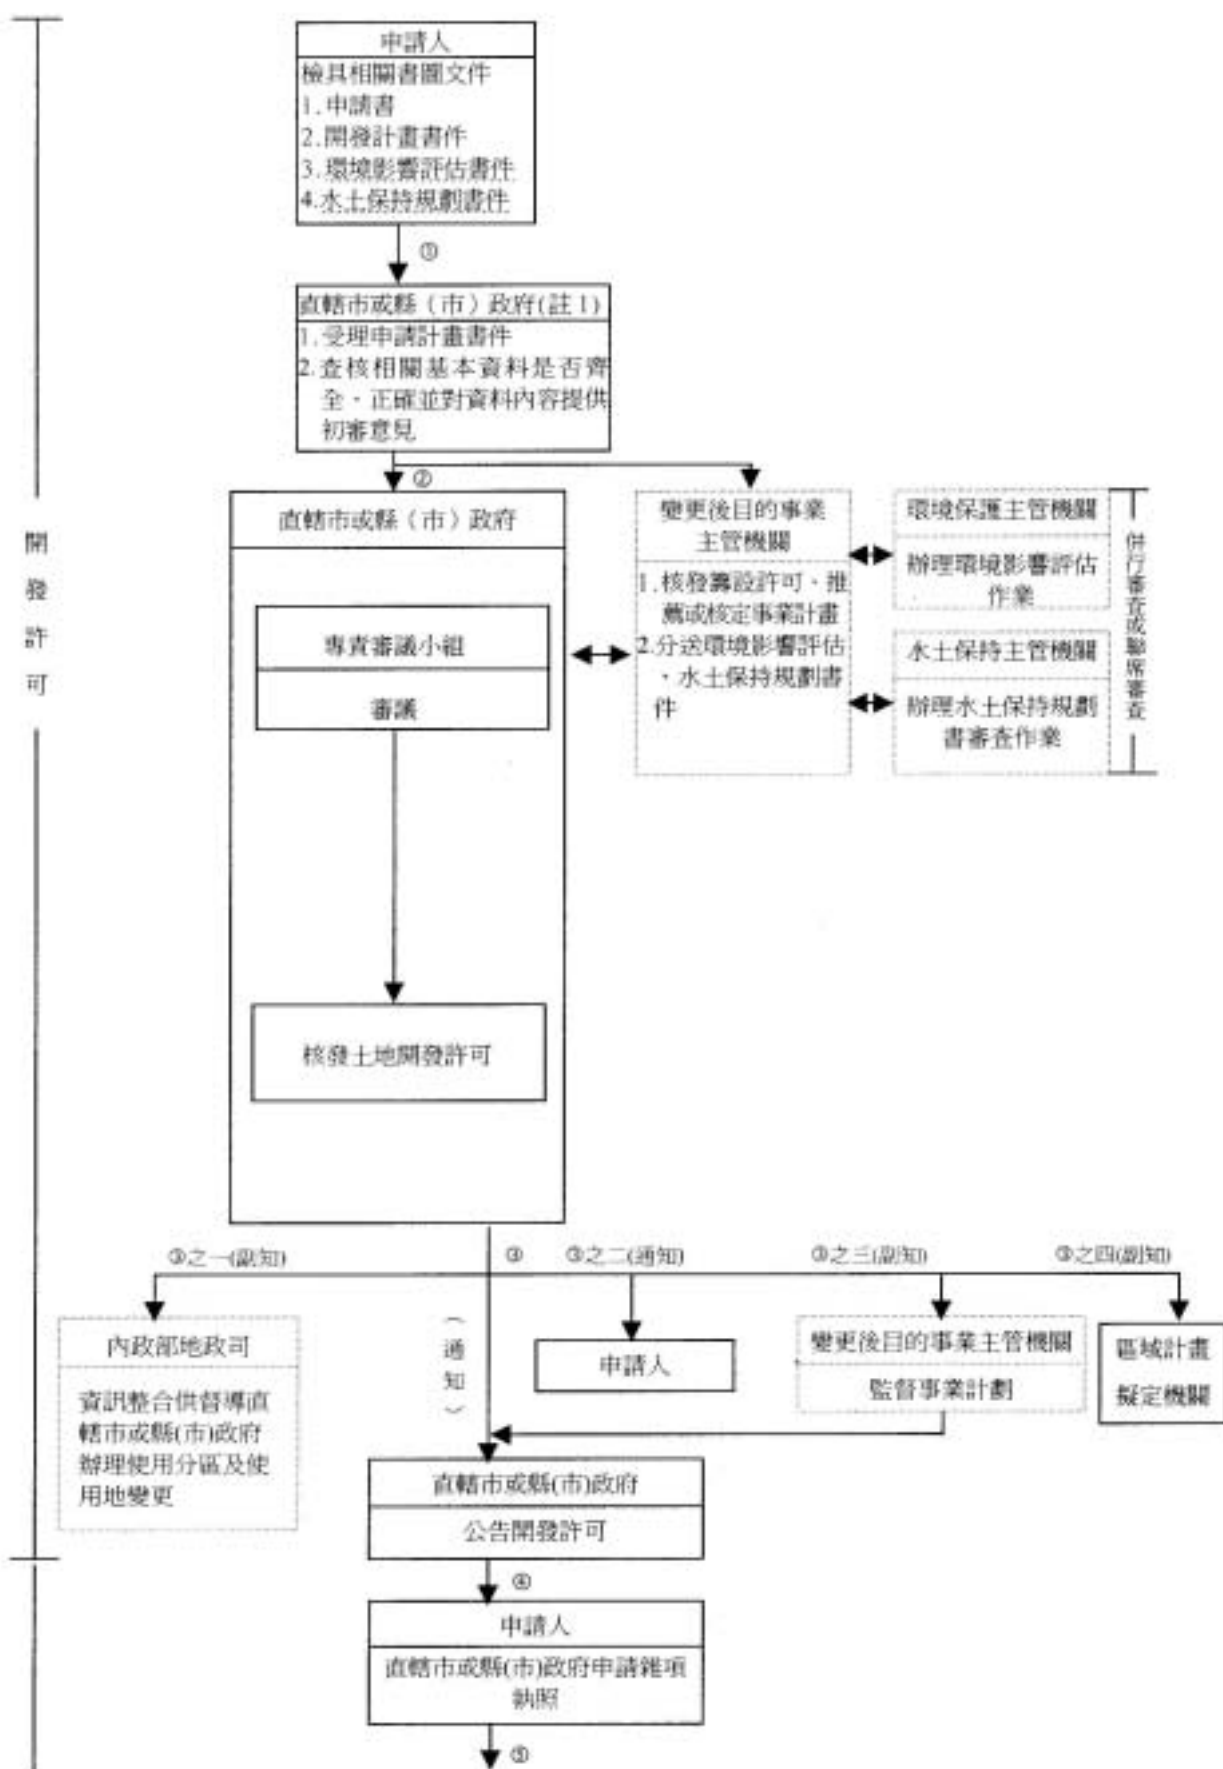 申請人
檢具相關書圖文件
1.申請書
2.開發計畫書件
3.環境影響評估書件
4.水土保持規劃書件
①
直轄市或縣（市）政府(註1)
1.受理申請計畫書件
2.查核相關基本資料是否齊
全、正確並對資料內容提供
初審意見
②
開發許可
直轄市或縣（市）政府
專責審議小組
審議
核發土地開發許可
變更後目的事業
主管機關
1.核發籌設許可、推
薦或核定事業計畫
2.分送環境影響評估
、水土保持規劃書
件
環境保護主管機關
辦理環境影響評估
作業
水土保持主管機關
辦理水土保持規劃
書審查作業
併行審查或聯席審查
③之一(副知)
③
③之二(通知)
③之三(副知)
③之四(副知)
（通知）
內政部地政司
資訊整合供督導直
轄市或縣(市)政府
辦理使用分區及使
用地變更
申請人
變更後目的事業主管機關
監督事業計劃
區域計畫
擬定機關
直轄市或縣(市)政府
公告開發許可
④
申請人
直轄市或縣(市)政府申請雜項
執照
⑤